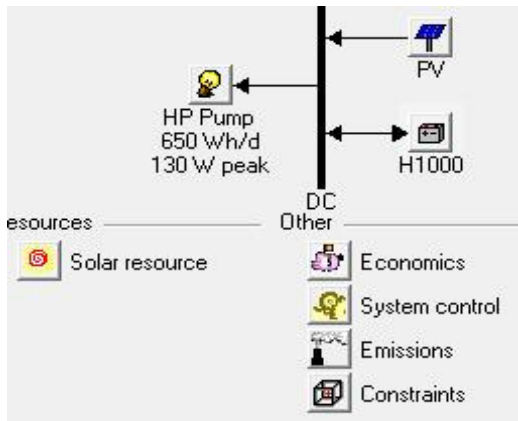 PV
HP Pump
650 Wh/d
130 W peak
H1000
DC
esources
Other
Solar resource
Economics
System control
Emissions
Constraints